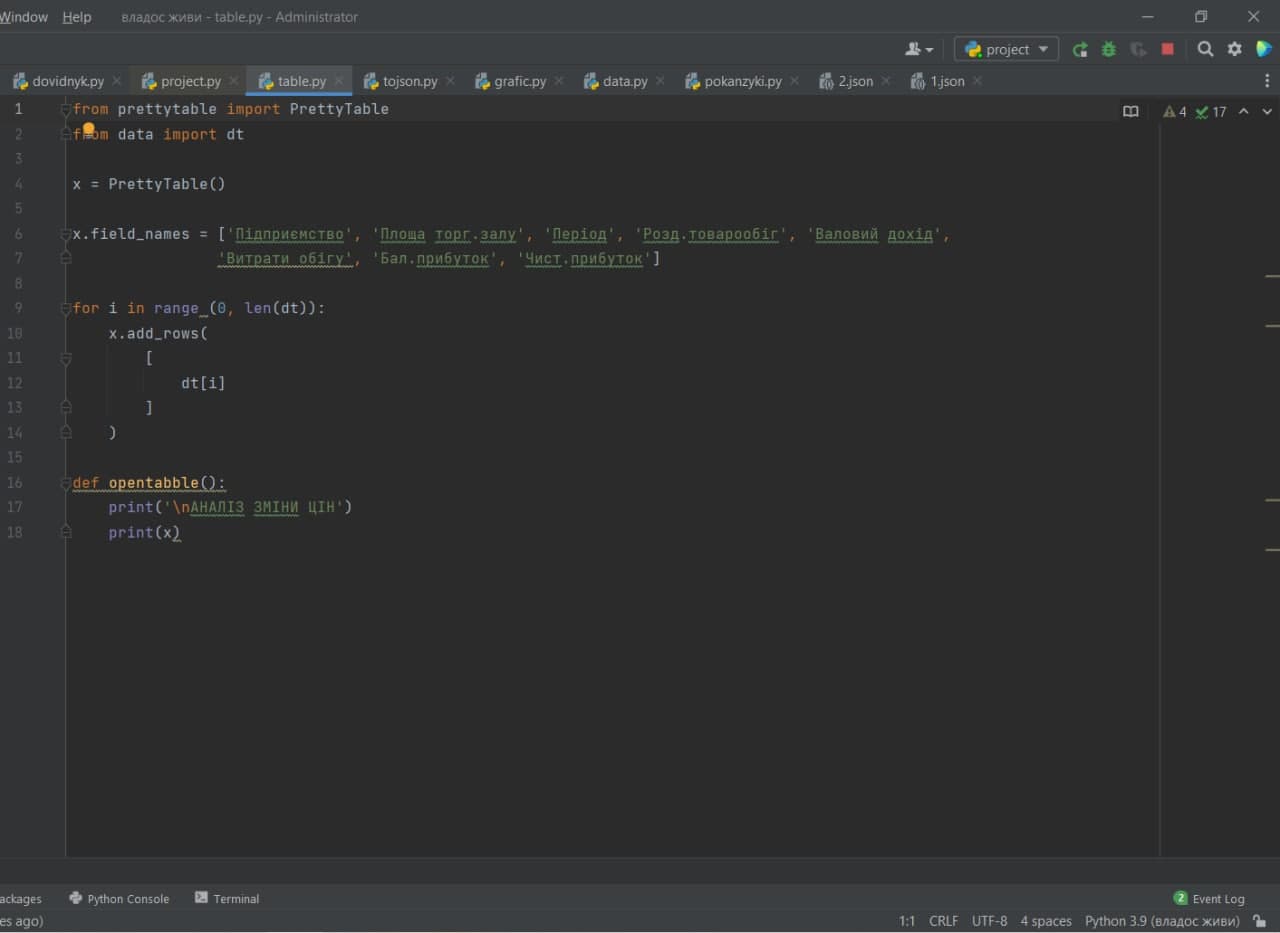 Window Help владос живи - table.py - Administrator
project
dovidnyk.py project.py table.py tojson.py grafic.py data.py pokanzyki.py 2.json 1.json
1 from prettytable import PrettyTable 4 17
2 from data import dt
3
4 x = PrettyTable()
5
6 x.field_names = ['Підприємство', 'Площа торг.залу', 'Період', 'Розд.товарообіг', 'Валовий дохід',
7 'Витрати обігу', 'Бал.прибуток', 'Чист.прибуток']
8
9 for i in range (0, len(dt)):
10 x.add_rows(
11 [
12 dt[i]
13 ]
14 )
15
16 def opentabble():
17 print('\nАНАЛІЗ ЗМІНИ ЦІН')
18 print(x)
ackages Python Console Terminal 2 Event Log
es ago) 1:1 CRLF UTF-8 4 spaces Python 3.9 (владос живи)